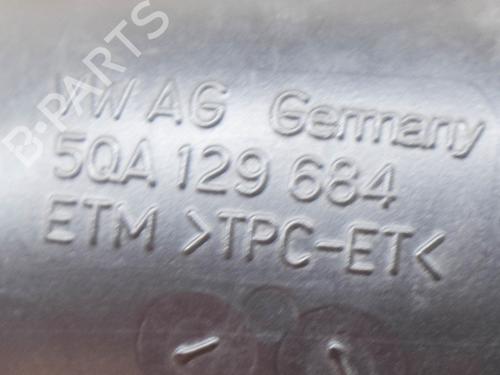 B-PARTS
VW AG Germany
5QA 129 684
ETM >TPC-ET<